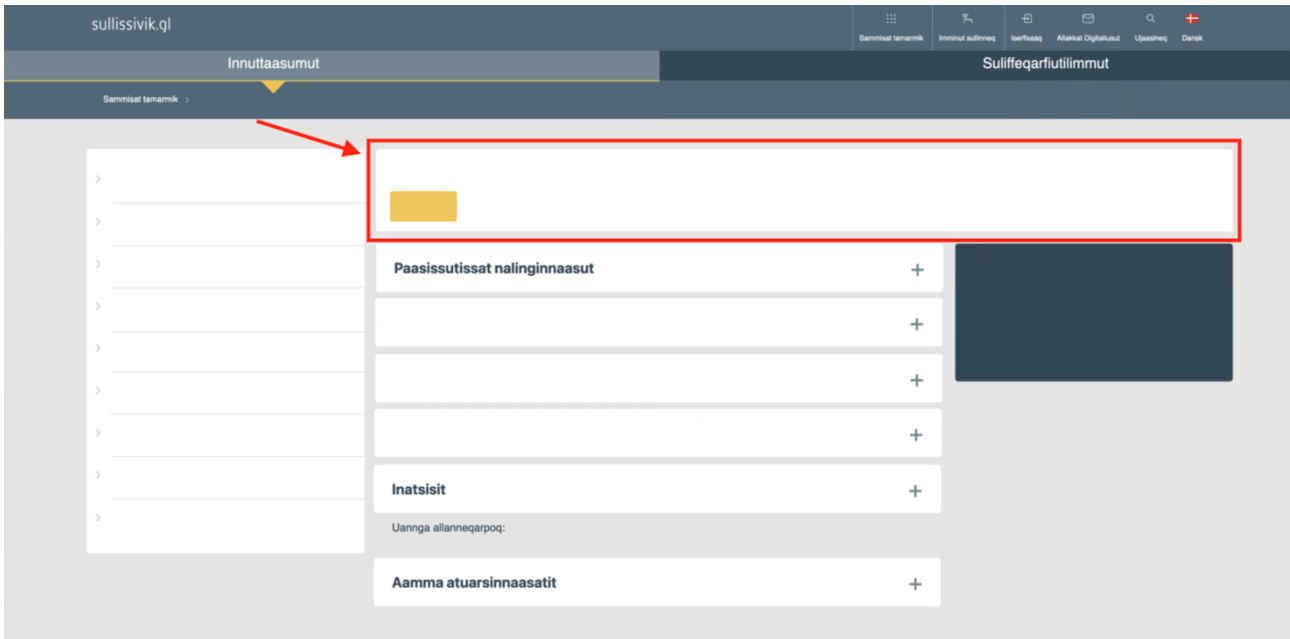 sullissivik.gl
Sammisat tamarmik
Imminut sullinneq
Iserfissaq
Allakkat Digitaliusut
Ujaasineq
Dansk
Innuttaasumut
Suliffeqarfiutilimmut
Sammisat tamarmik
Paasissutissat nalinginnaasut
Inatsisit
Uannga allanneqarpoq:
Aamma atuarsinnaasatit